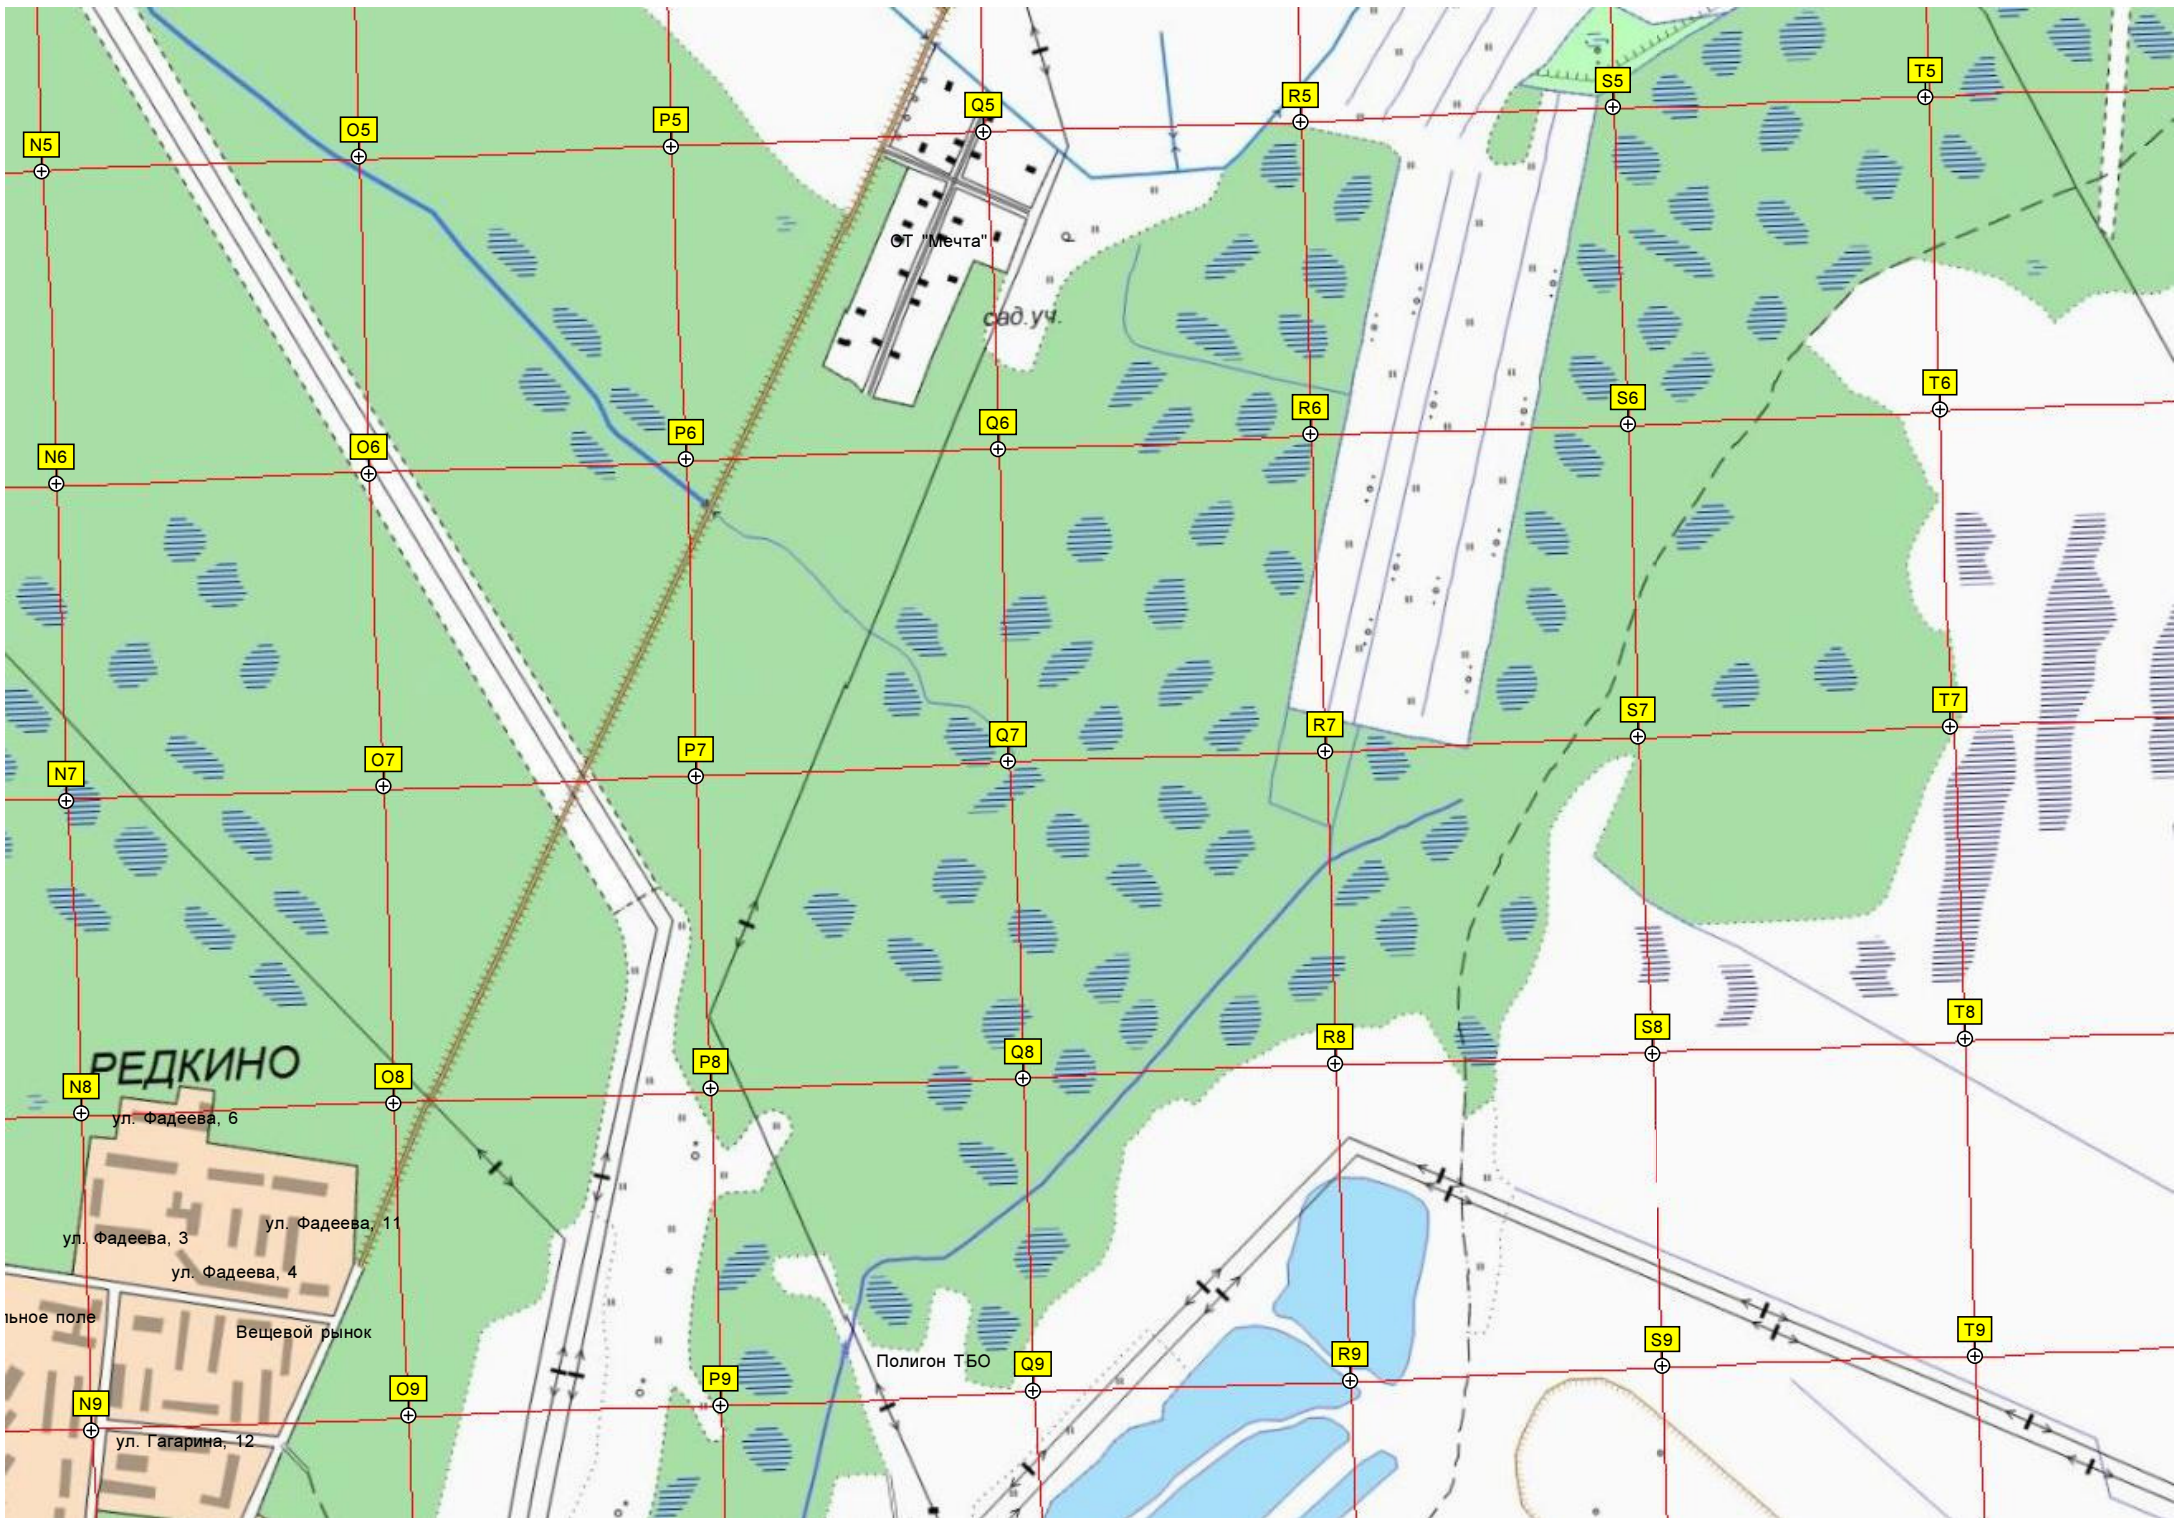 N5
O5
P5
Q5
R5
S5
T5
ОТ "Мечта"
сад.уч.
N6
O6
P6
Q6
R6
S6
T6
N7
O7
P7
Q7
R7
S7
T7
РЕДКИНО
N8
O8
P8
Q8
R8
S8
T8
ул. Фадеева, 6
ул. Фадеева, 11
ул. Фадеева, 3
ул. Фадеева, 4
льное поле
Вещевой рынок
Полигон ТБО
N9
O9
P9
Q9
R9
S9
T9
ул. Гагарина, 12